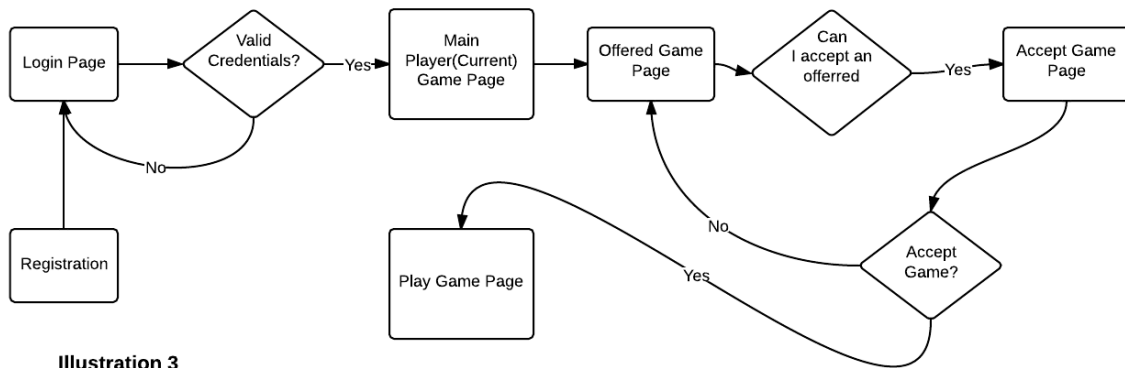 Login Page
Valid
Credentials?
Yes
Main
Player(Current)
Game Page
Offered Game
Page
Can
I accept an
offerred
Yes
Accept Game
Page
No
Registration
Play Game Page
Yes
No
Accept
Game?
Illustration 3